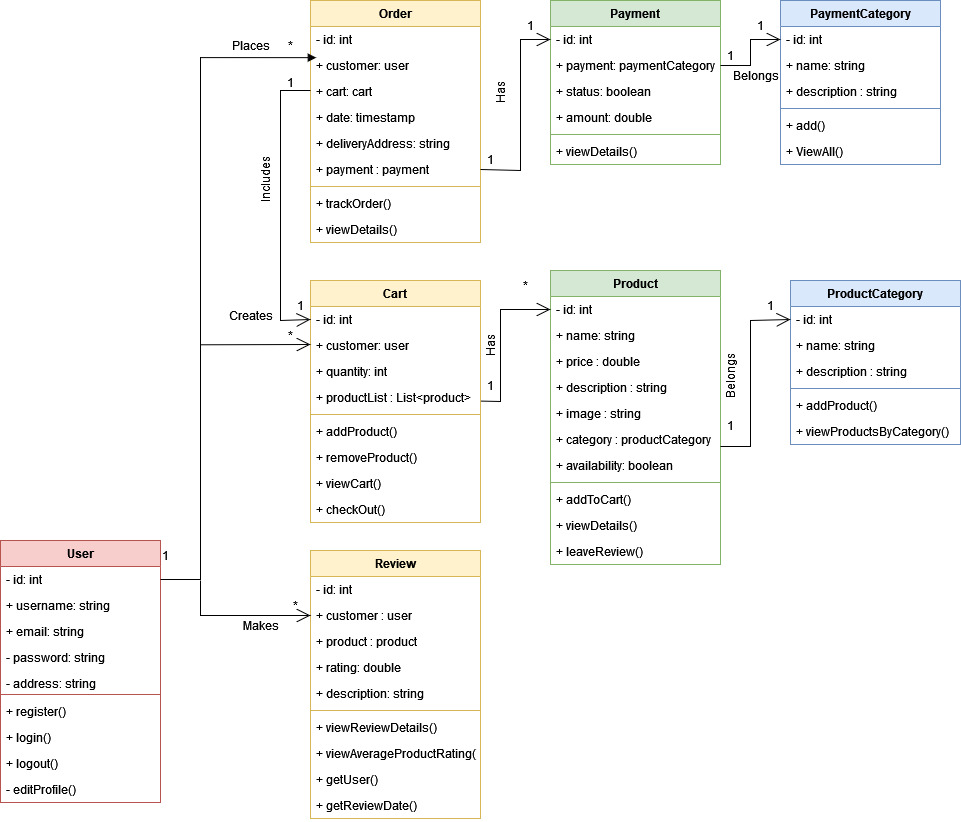 Order
- id: int
+ customer: user
+ cart: cart
+ date: timestamp
+ deliveryAddress: string
+ payment : payment
+ trackOrder()
+ viewDetails()
Payment
- id: int
+ payment: paymentCategory
+ status: boolean
+ amount: double
+ viewDetails()
PaymentCategory
- id: int
+ name: string
+ description : string
+ add()
+ ViewAll()
Places
*
1
Includes
1
Has
1
1
Belongs
1
Cart
- id: int
+ customer: user
+ quantity: int
+ productList : List<product>
+ addProduct()
+ removeProduct()
+ viewCart()
+ checkOut()
Creates
1
*
Has
*
1
Product
- id: int
+ name: string
+ price : double
+ description : string
+ image : string
+ category : productCategory
+ availability: boolean
+ addToCart()
+ viewDetails()
+ leaveReview()
Belongs
1
1
ProductCategory
- id: int
+ name: string
+ description : string
+ addProduct()
+ viewProductsByCategory()
User
- id: int
+ username: string
+ email: string
- password: string
- address: string
+ register()
+ login()
+ logout()
- editProfile()
1
*
Makes
Review
- id: int
+ customer : user
+ product : product
+ rating: double
+ description: string
+ viewReviewDetails()
+ viewAverageProductRating(
+ getUser()
+ getReviewDate()